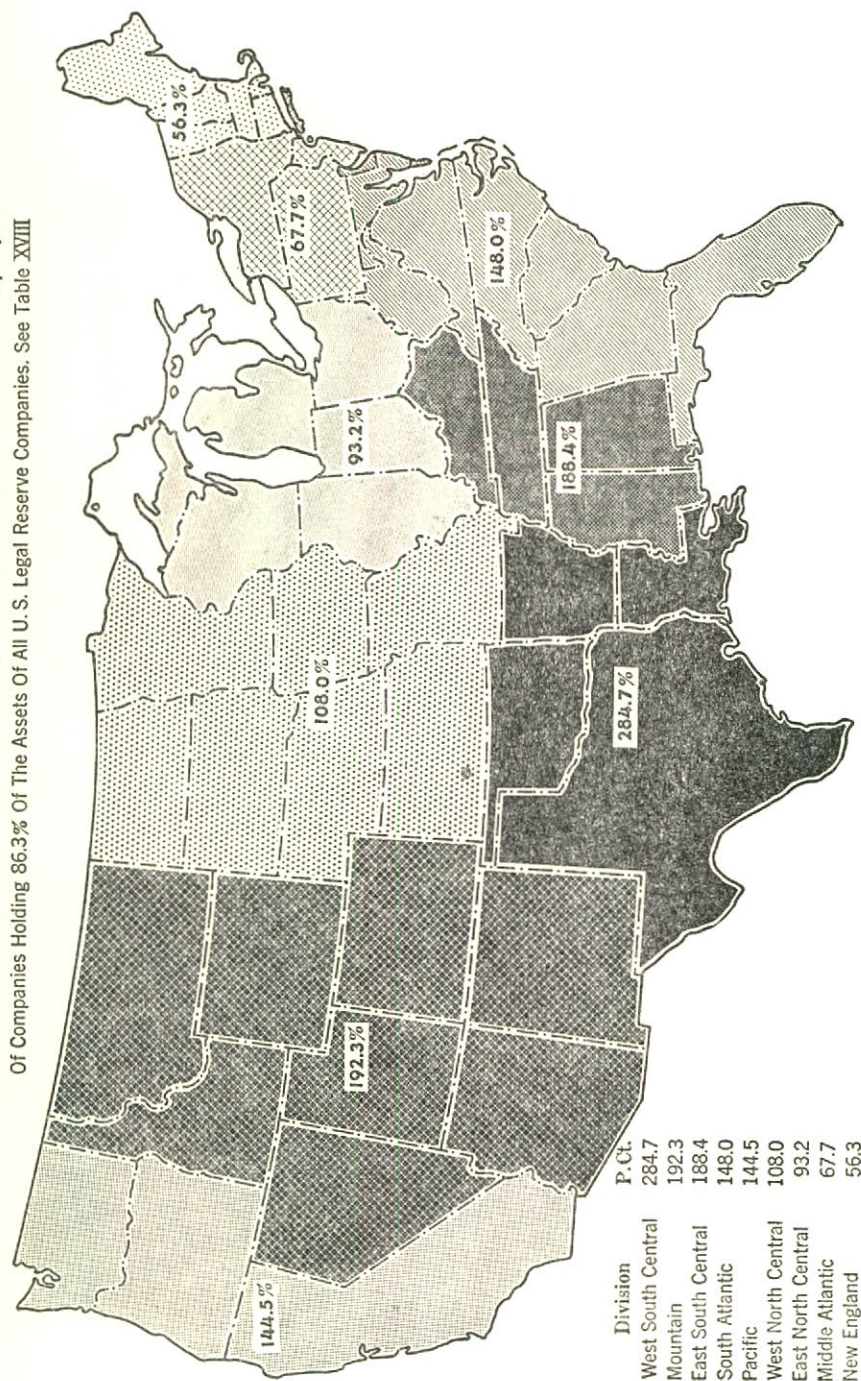 Of Companies Holding 86.3% Of The Assets Of All U. S. Legal Reserve Companies. See Table XVIII
56.3%
67.7%
93.2%
148.0%
108.0%
188.4%
284.7%
192.3%
144.5%
Division P. Ct.
West South Central 284.7
Mountain 192.3
East South Central 188.4
South Atlantic 148.0
Pacific 144.5
West North Central 108.0
East North Central 93.2
Middle Atlantic 67.7
New England 56.3